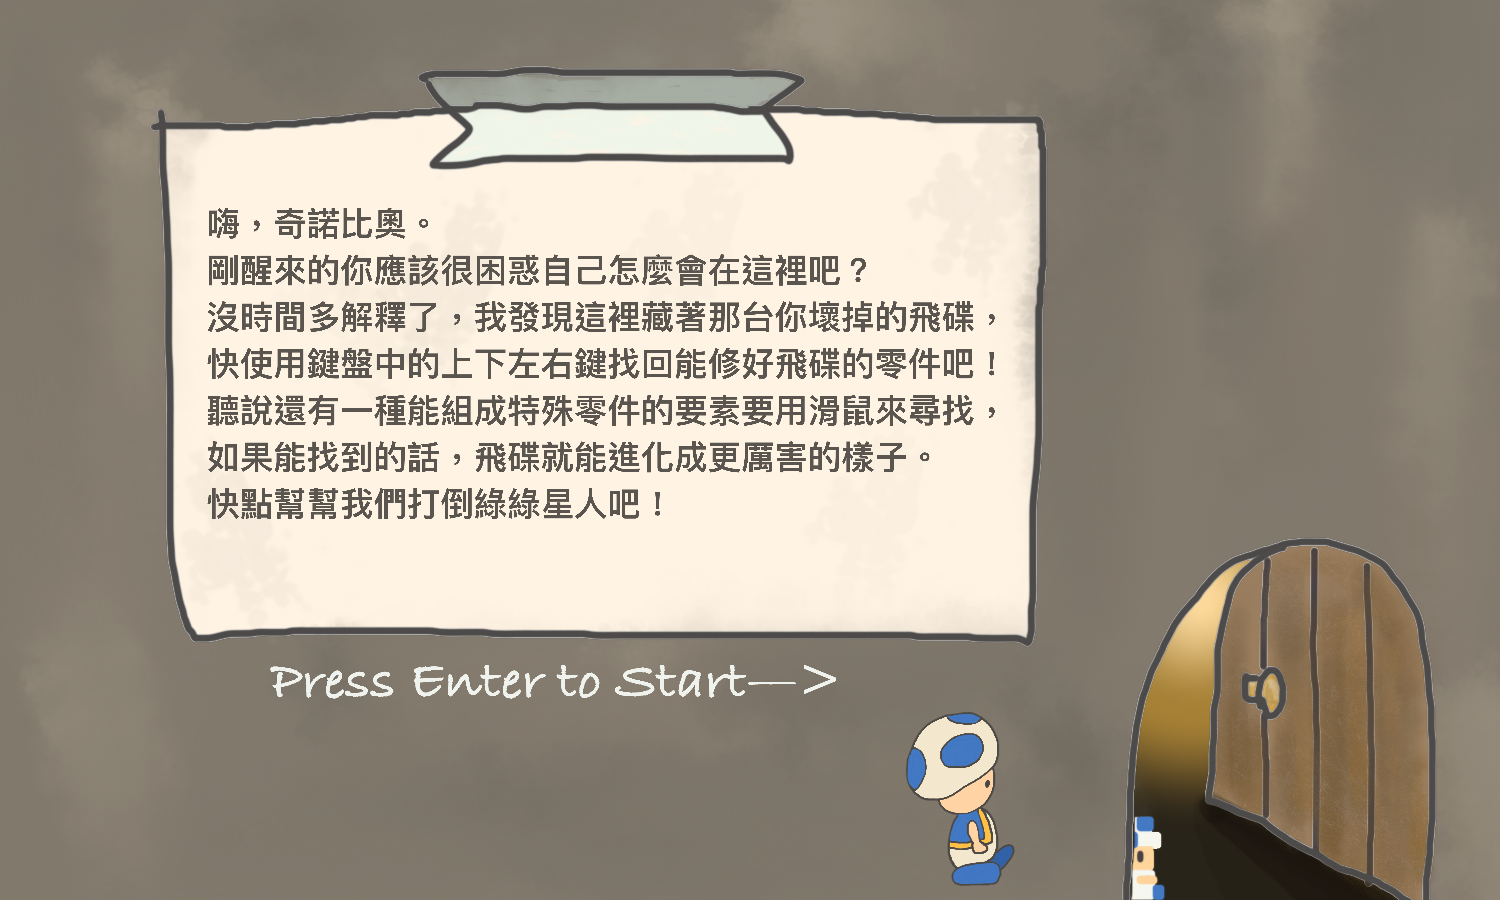 嗨，奇諾比奧。
剛醒來的你應該很困惑自己怎麼會在這裡吧？
沒時間多解釋了，我發現這裡藏著那台你壞掉的飛碟，
快使用鍵盤中的上下左右鍵找回能修好飛碟的零件吧！
聽說還有一種能組成特殊零件的要素要用滑鼠來尋找，
如果能找到的話，飛碟就能進化成更厲害的樣子。
快點幫幫我們打倒綠綠星人吧！
Press Enter to Start—>